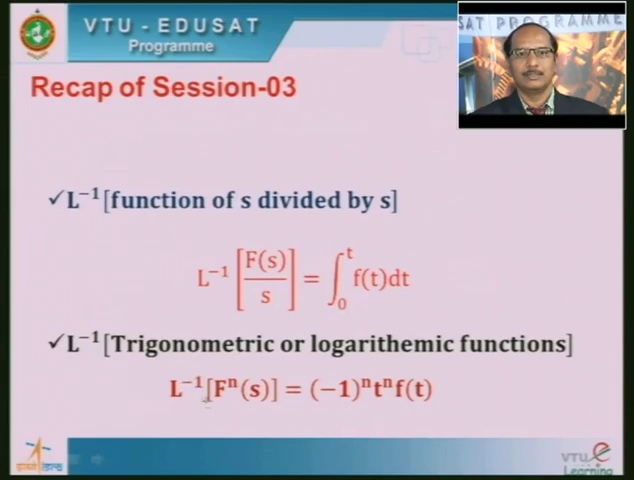 VTU - EDUSAT
Programme
SAT PROGRAMME
Recap of Session-03
✓L⁻¹[function of s divided by s]
L⁻¹[F(s)/s] = ∫₀ᵗ f(t)dt
✓L⁻¹[Trigonometric or logarithemic functions]
L⁻¹[Fⁿ(s)] = (−1)ⁿtⁿf(t)
VTU e
Learning